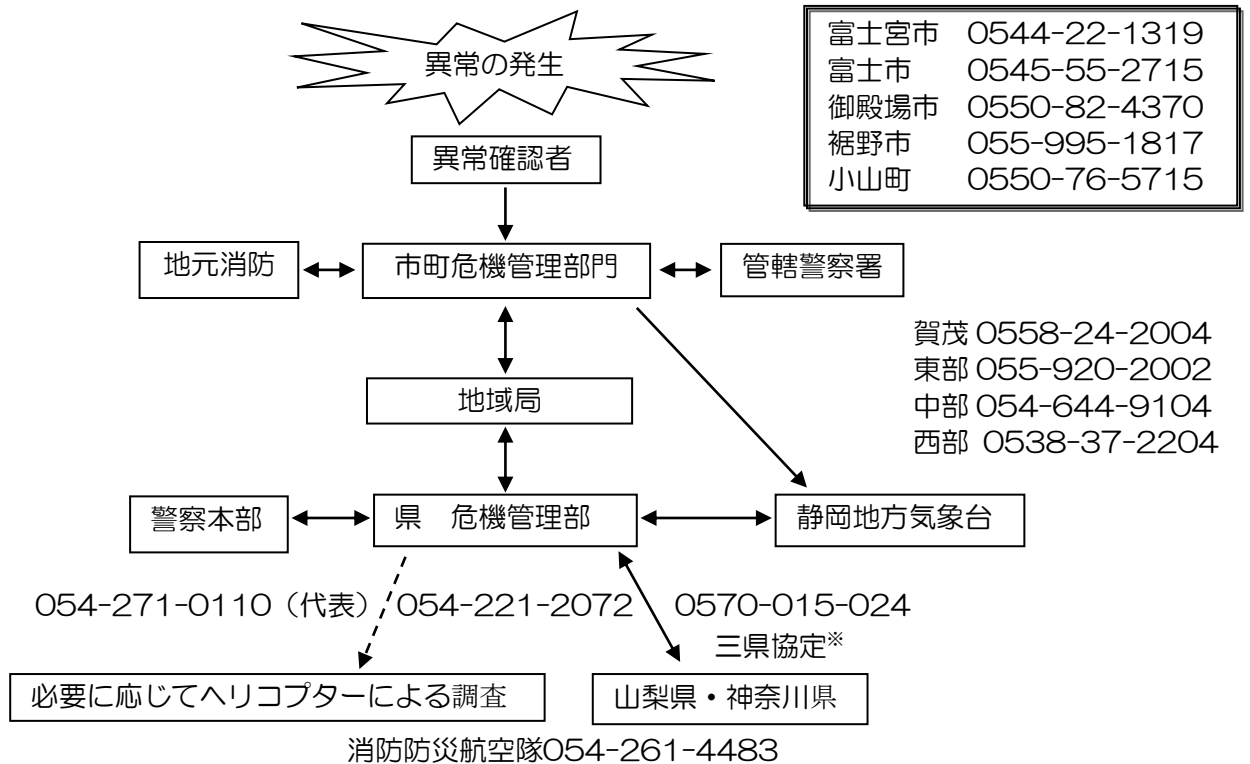 異常の発生
富士宮市 0544-22-1319
富士市 0545-55-2715
御殿場市 0550-82-4370
裾野市 055-995-1817
小山町 0550-76-5715
異常確認者
地元消防
市町危機管理部門
管轄警察署
賀茂 0558-24-2004
東部 055-920-2002
中部 054-644-9104
西部 0538-37-2204
地域局
警察本部
県 危機管理部
静岡地方気象台
054-271-0110（代表）
054-221-2072
0570-015-024
三県協定※
必要に応じてヘリコプターによる調査
山梨県・神奈川県
消防防災航空隊054-261-4483